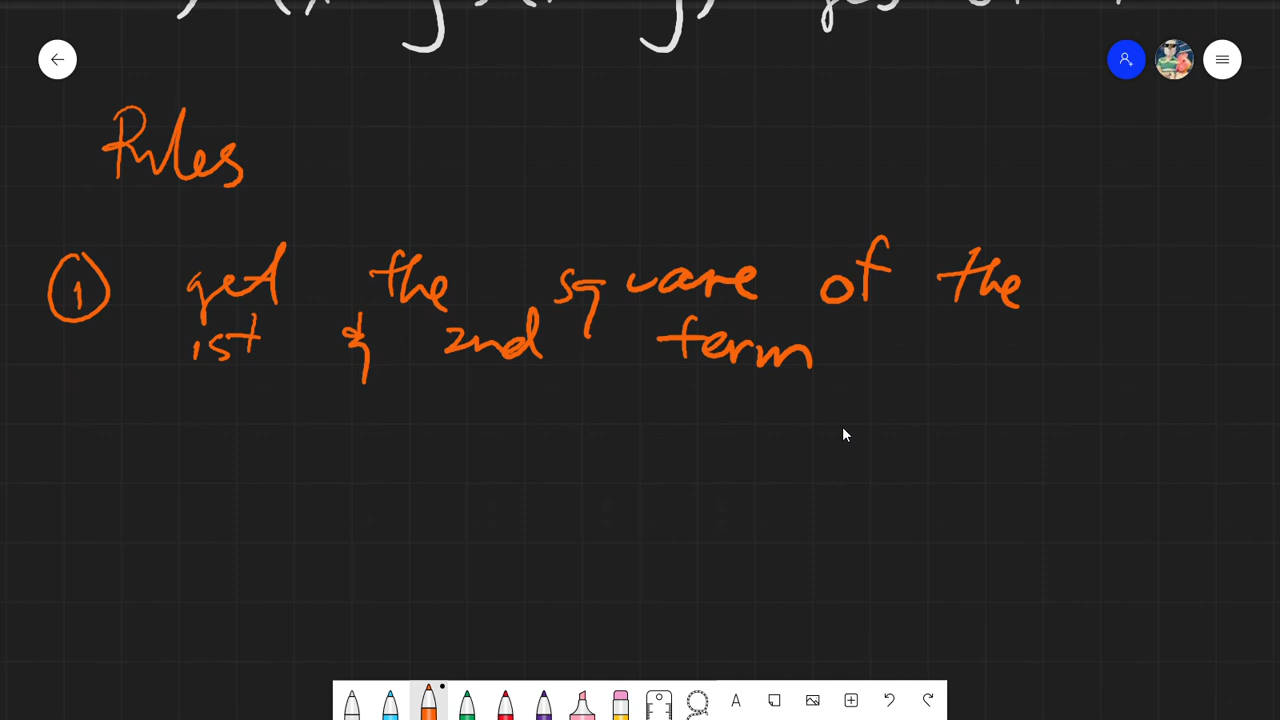 Rules
① get the square of the
1st & 2nd term
A